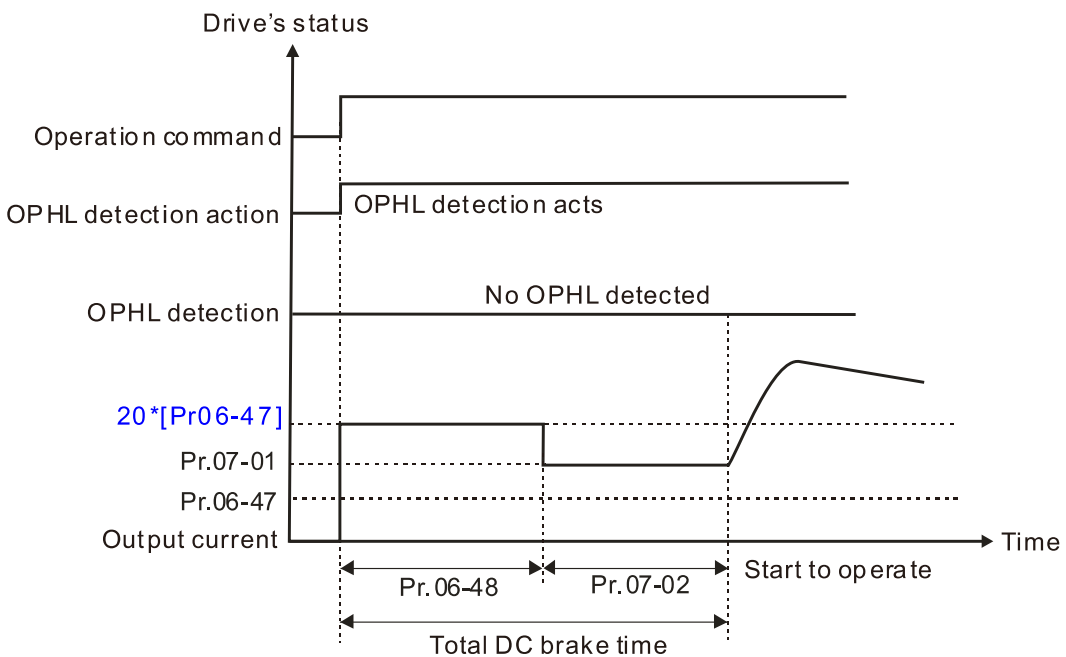 Drive's status
Operation command
OPHL detection action
OPHL detection acts
OPHL detection
No OPHL detected
20*[Pr06-47]
Pr.07-01
Pr.06-47
Output current
Time
Pr.06-48
Pr.07-02
Start to operate
Total DC brake time